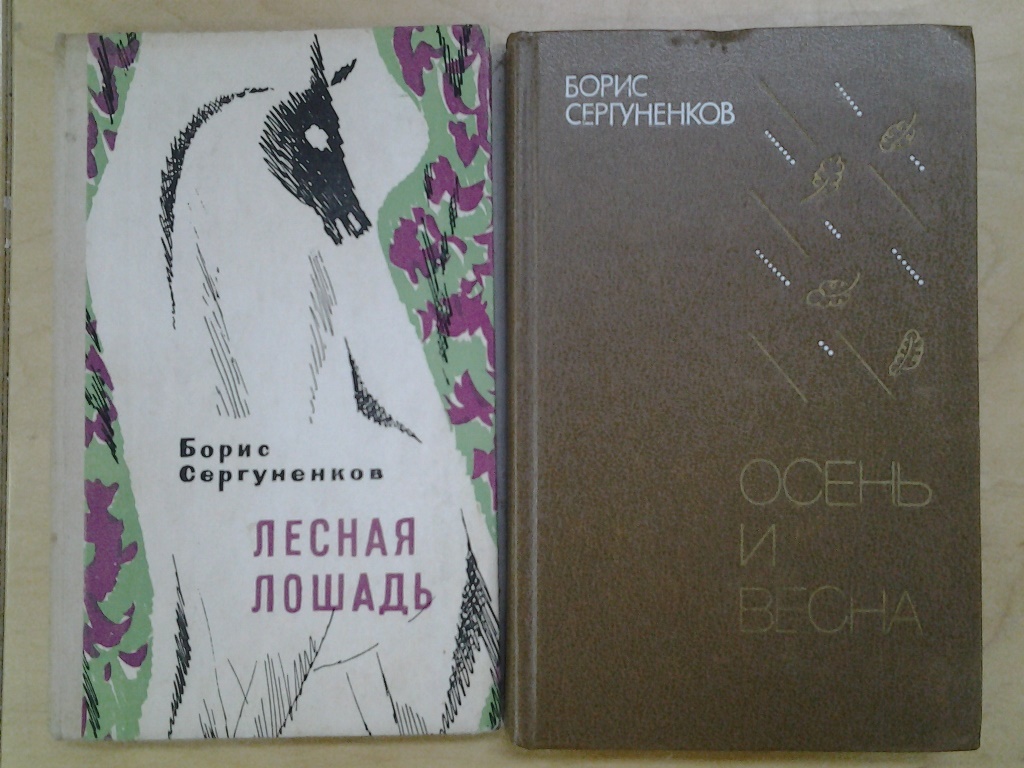 Борис
Сергуненков
ЛЕСНАЯ
ЛОШАДЬ
БОРИС
СЕРГУНЕНКОВ
ОСЕНЬ
И
ВЕСНА